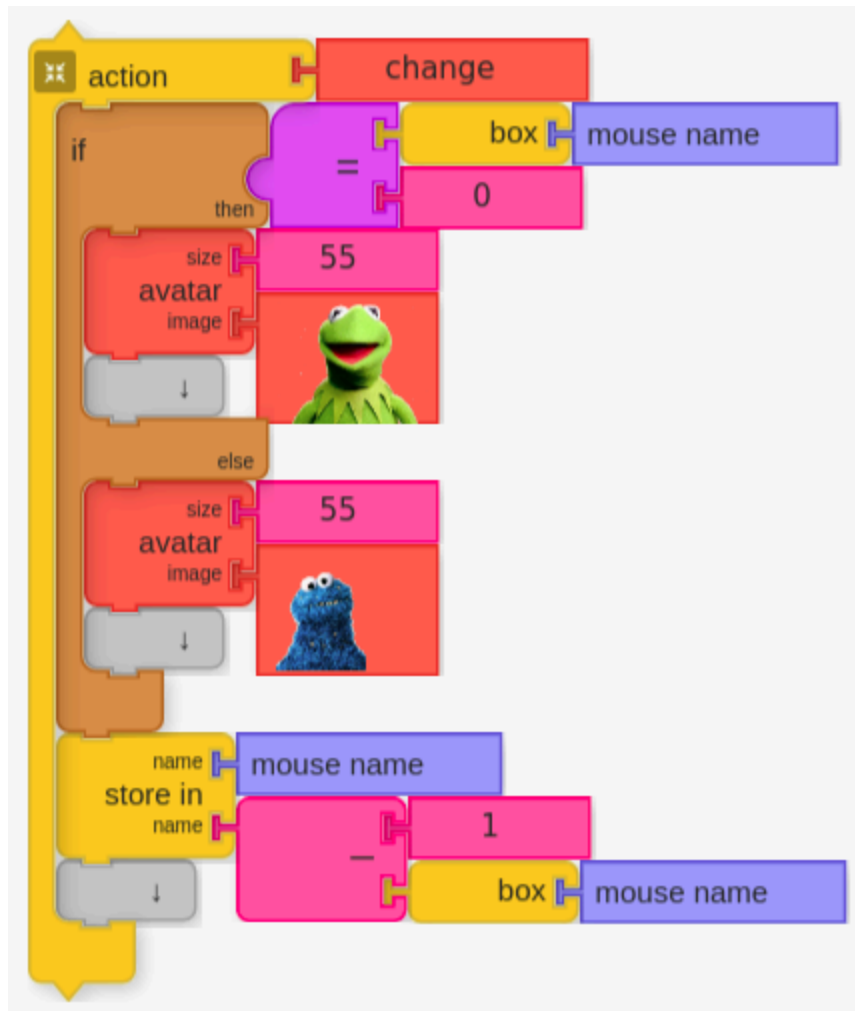 action change
if = box mouse name
then 0
size 55
avatar
image
↓
else
size 55
avatar
image
↓
name mouse name
store in
name 1
–
↓ box mouse name